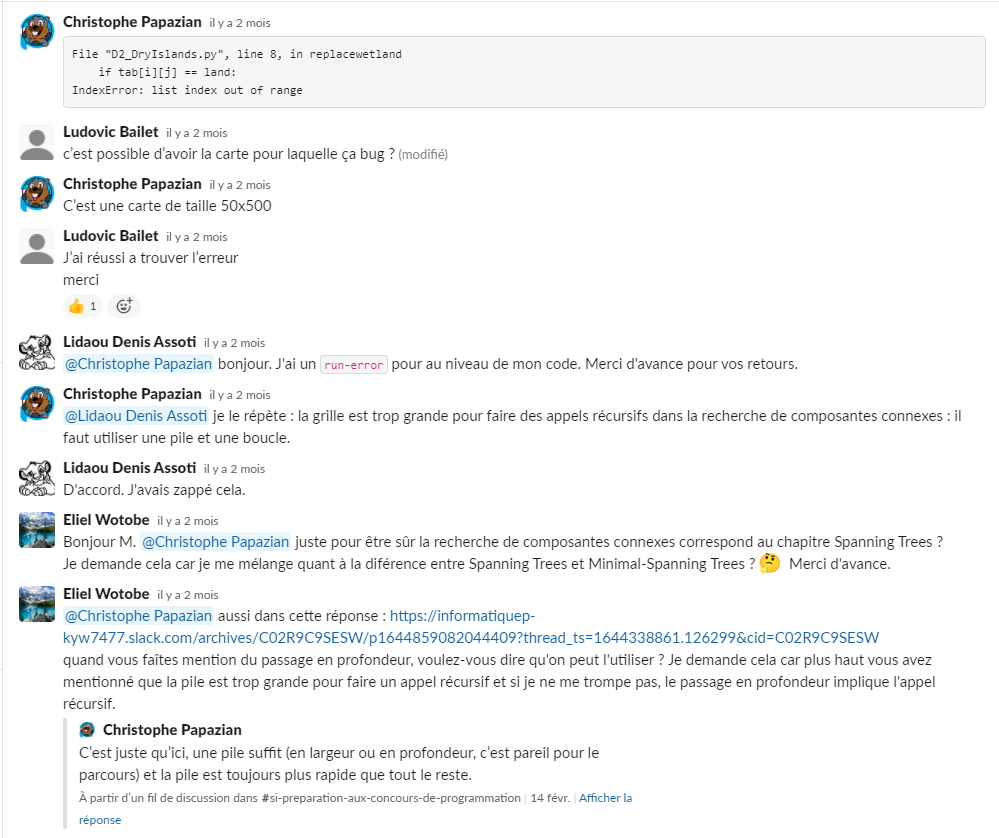 Christophe Papazian il y a 2 mois
File "D2_DryIslands.py", line 8, in replacewetland
if tab[i][j] == land:
IndexError: list index out of range
Ludovic Bailet il y a 2 mois
c’est possible d’avoir la carte pour laquelle ça bug ? (modifié)
Christophe Papazian il y a 2 mois
C’est une carte de taille 50x500
Ludovic Bailet il y a 2 mois
J’ai réussi a trouver l’erreur
merci
1
Lidaou Denis Assoti il y a 2 mois
@Christophe Papazian bonjour. J'ai un run-error pour au niveau de mon code. Merci d'avance pour vos retours.
Christophe Papazian il y a 2 mois
@Lidaou Denis Assoti je le répète : la grille est trop grande pour faire des appels récursifs dans la recherche de composantes connexes : il
faut utiliser une pile et une boucle.
Lidaou Denis Assoti il y a 2 mois
D'accord. J'avais zappé cela.
Eliel Wotobe il y a 2 mois
Bonjour M. @Christophe Papazian juste pour être sûr la recherche de composantes connexes correspond au chapitre Spanning Trees ?
Je demande cela car je me mélange quant à la diférence entre Spanning Trees et Minimal-Spanning Trees ? 🤔 Merci d'avance.
Eliel Wotobe il y a 2 mois
@Christophe Papazian aussi dans cette réponse : https://informatiquep-
kyw7477.slack.com/archives/C02R9C9SESW/p1644859082044409?thread_ts=1644338861.126299&cid=C02R9C9SESW
quand vous faîtes mention du passage en profondeur, voulez-vous dire qu'on peut l'utiliser ? Je demande cela car plus haut vous avez
mentionné que la pile est trop grande pour faire un appel récursif et si je ne me trompe pas, le passage en profondeur implique l'appel
récursif.
Christophe Papazian
C’est juste qu’ici, une pile suffit (en largeur ou en profondeur, c’est pareil pour le
parcours) et la pile est toujours plus rapide que tout le reste.
À partir d’un fil de discussion dans #si-preparation-aux-concours-de-programmation | 14 févr. | Afficher la
réponse